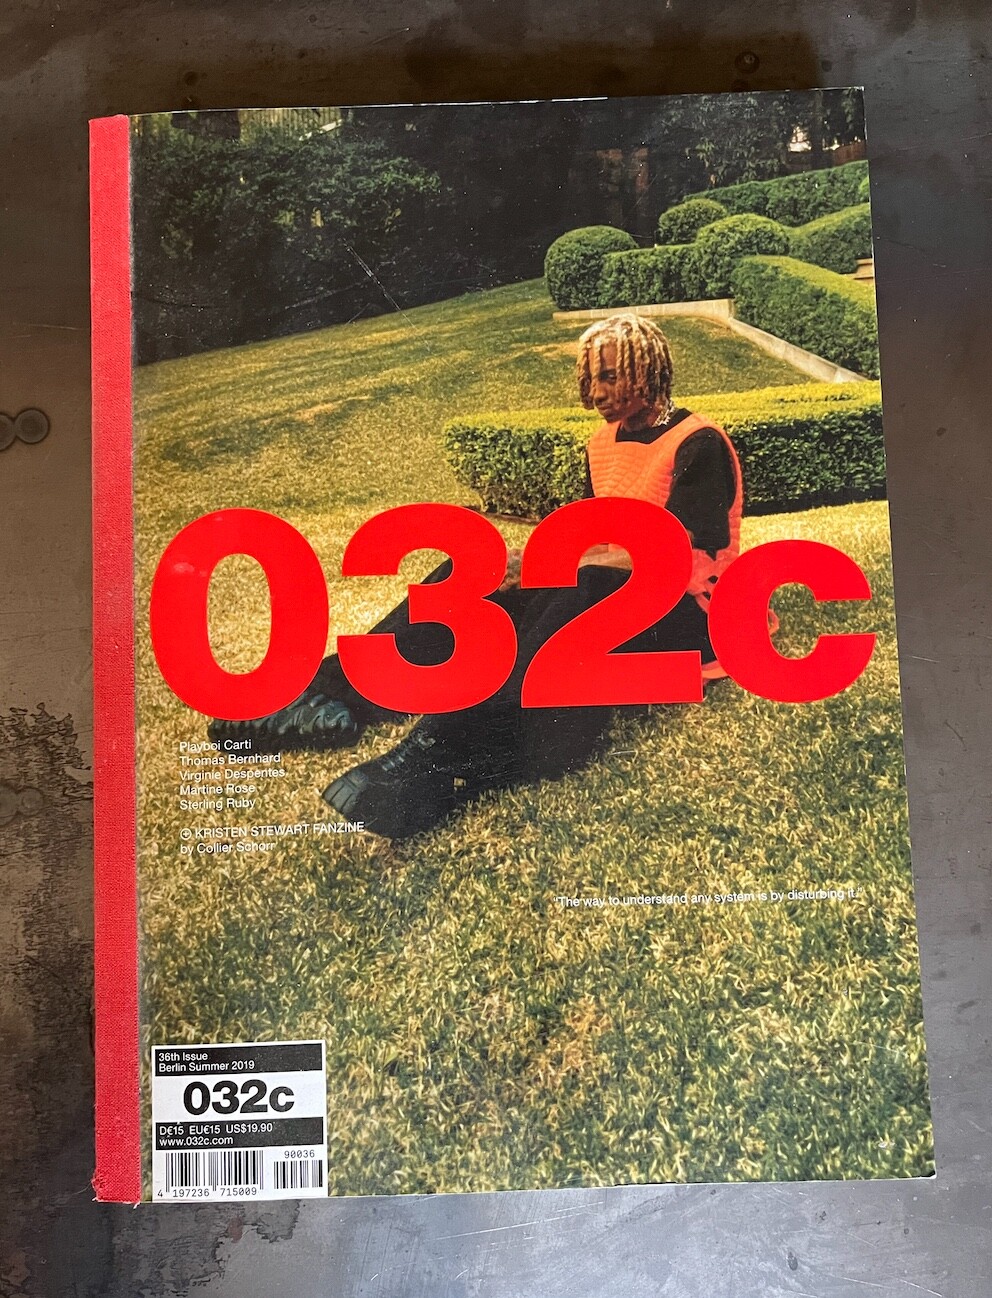 032c
Playboi Carti
Thomas Bernhard
Virginie Despentes
Martine Rose
Sterling Ruby
⊕ KRISTEN STEWART FANZINE
by Collier Schorr
"The way to understand any system is by disturbing it."
36th Issue
Berlin Summer 2019
032c
D€15 EU€15 US$19.90
www.032c.com
90036
4 197236 715009